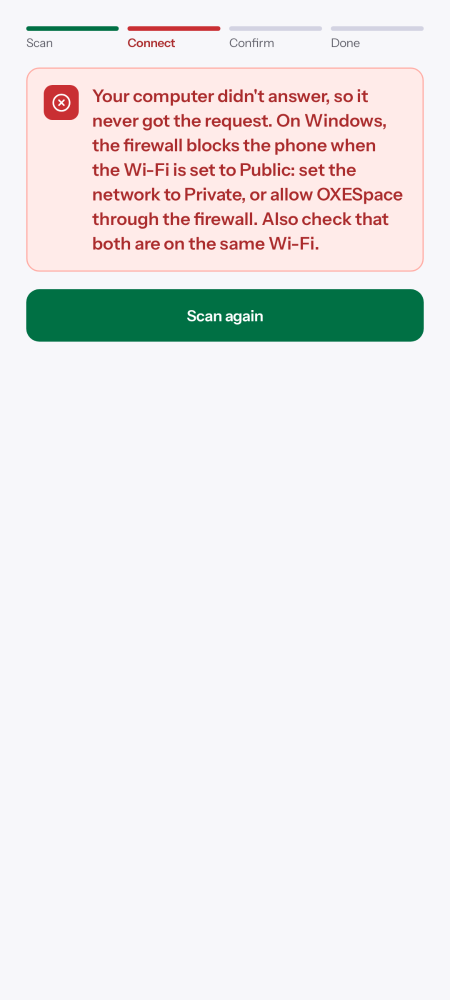 Scan
Connect
Confirm
Done
Your computer didn't answer, so it
never got the request. On Windows,
the firewall blocks the phone when
the Wi-Fi is set to Public: set the
network to Private, or allow OXESpace
through the firewall. Also check that
both are on the same Wi-Fi.
Scan again